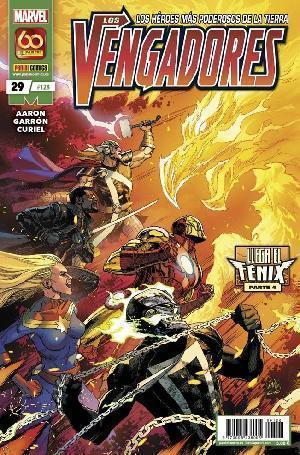 MARVEL
LOS HÉROES MÁS PODEROSOS DE LA TIERRA
LOS
VENGADORES
60
PANINI COMICS
29
#128
AARON
GARRÓN
CURIEL
LLEGA EL
FÉNIX
PARTE 4